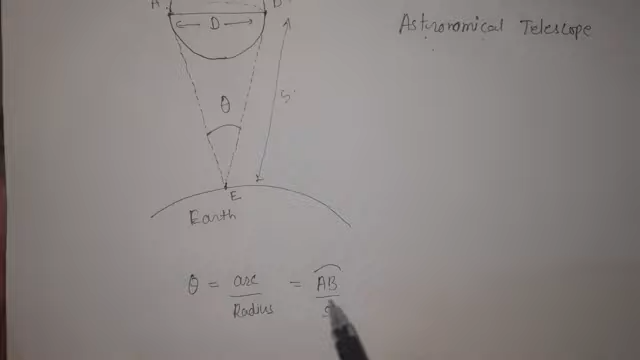 Astronomical Telescope
A
D
θ
S
E
Earth
θ = arc / Radius = AB / S